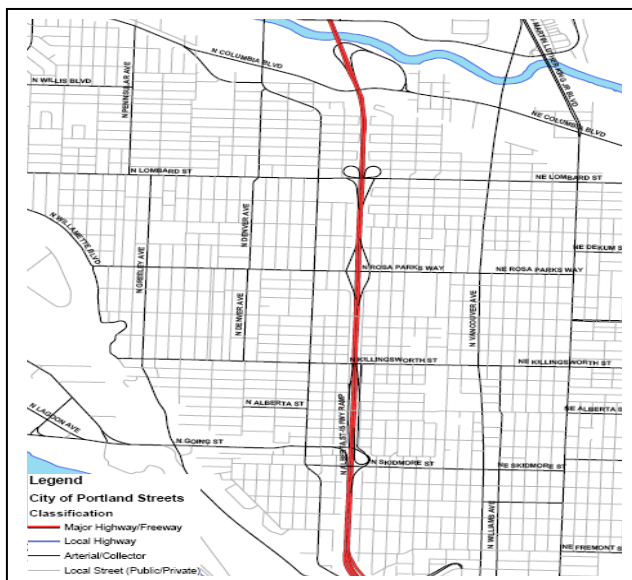 N COLUMBIA BLVD
N WILLIS BLVD
N PENINSULAR AVE
MARTIN LUTHER KING JR BLVD
NE COLUMBIA BLVD
N LOMBARD ST
NE LOMBARD ST
N WILLAMETTE BLVD
N GREELEY AVE
N DENVER AVE
NE DEKUM S
N ROSA PARKS WAY
NE ROSA PARKS WAY
N DENVER AVE
N VANCOUVER AVE
N KILLINGSWORTH ST
NE KILLINGSWORTH ST
N ALBERTA ST
NE ALBERTA S
N LAGOON AVE
N GOING ST
N ALBERTA ST-I5 HWY RAMP
N SKIDMORE ST
NE SKIDMORE ST
N WILLIAMS AVE
NE FREMONT S
Legend
City of Portland Streets
Classification
Major Highway/Freeway
Local Highway
Arterial/Collector
Local Street (Public/Private)